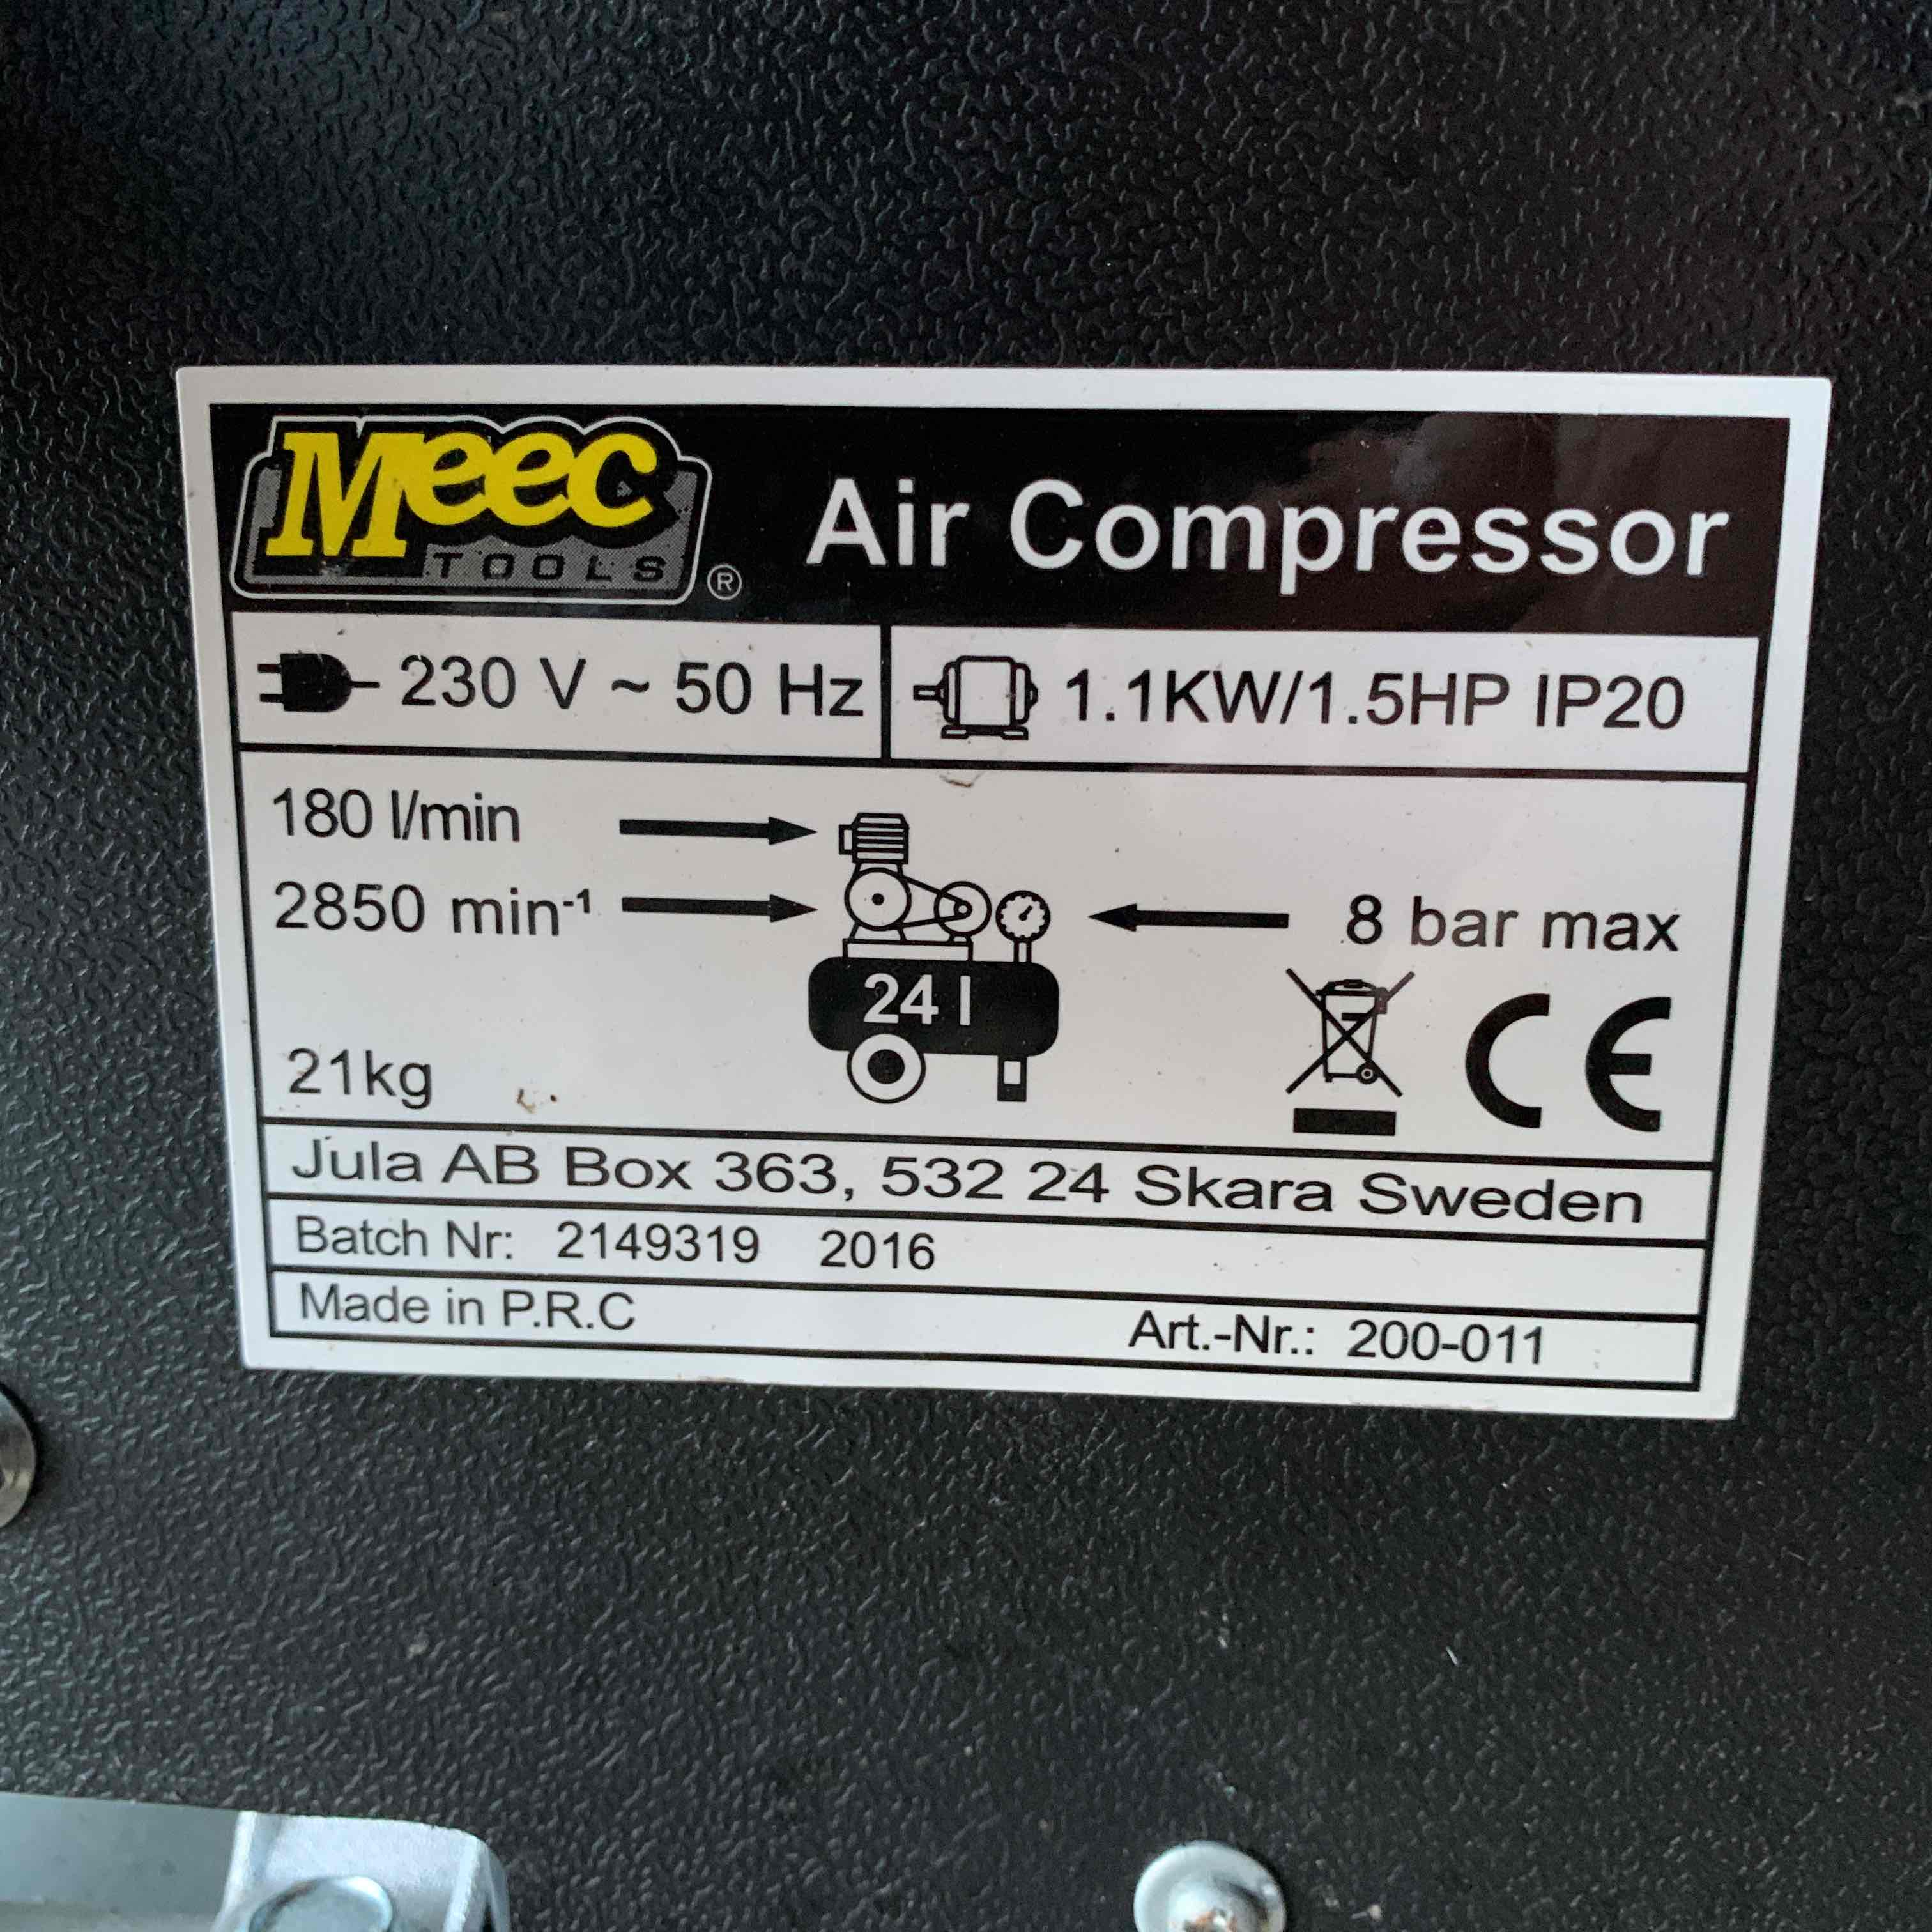 Meec
TOOLS ®
Air Compressor
230 V ~ 50 Hz
1.1KW/1.5HP IP20
180 l/min
2850 min-¹
8 bar max
24 l
21kg
CE
Jula AB Box 363, 532 24 Skara Sweden
Batch Nr: 2149319 2016
Made in P.R.C
Art.-Nr.: 200-011